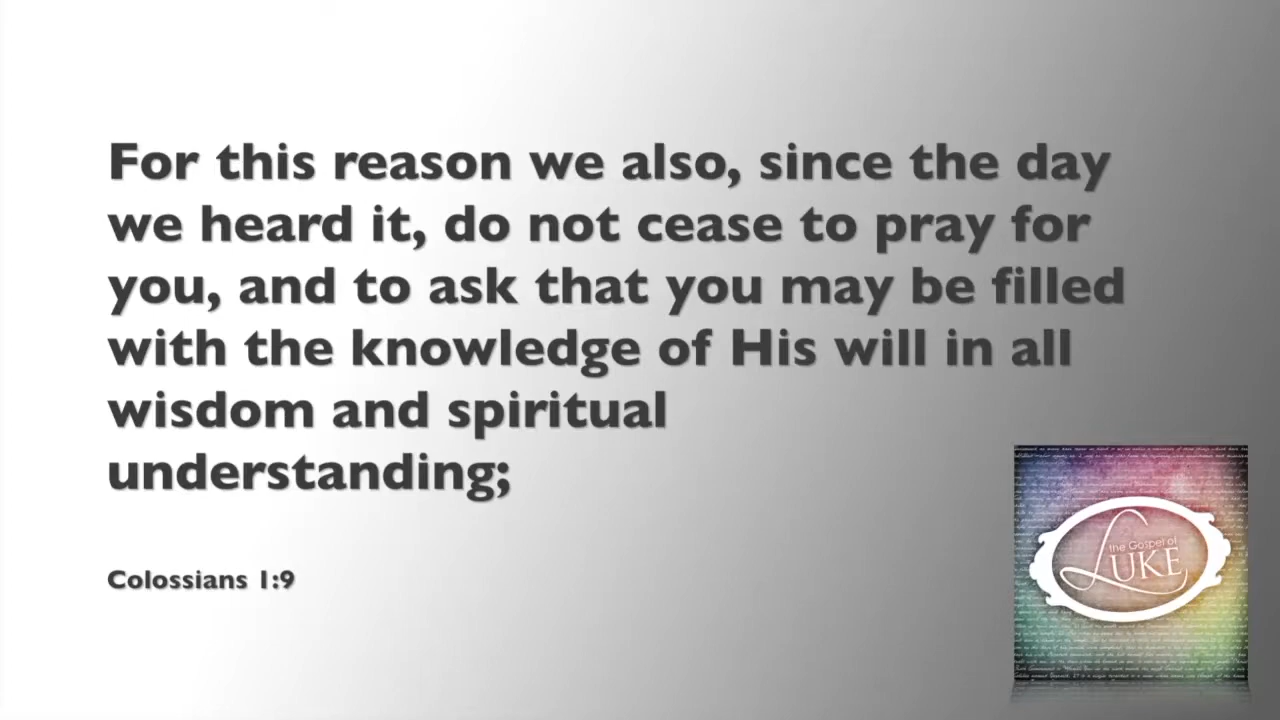 For this reason we also, since the day
we heard it, do not cease to pray for
you, and to ask that you may be filled
with the knowledge of His will in all
wisdom and spiritual
understanding;
Colossians 1:9
the Gospel of
LUKE